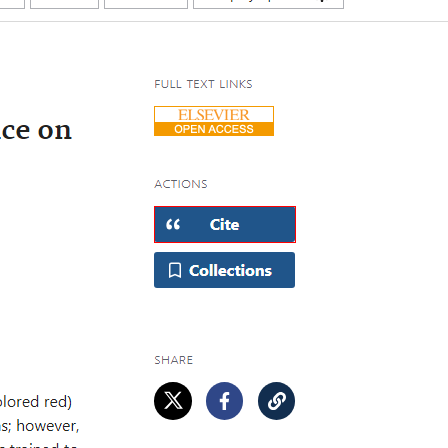 FULL TEXT LINKS
ELSEVIER
OPEN ACCESS
ce on
ACTIONS
Cite
Collections
SHARE
lored red)
s; however,